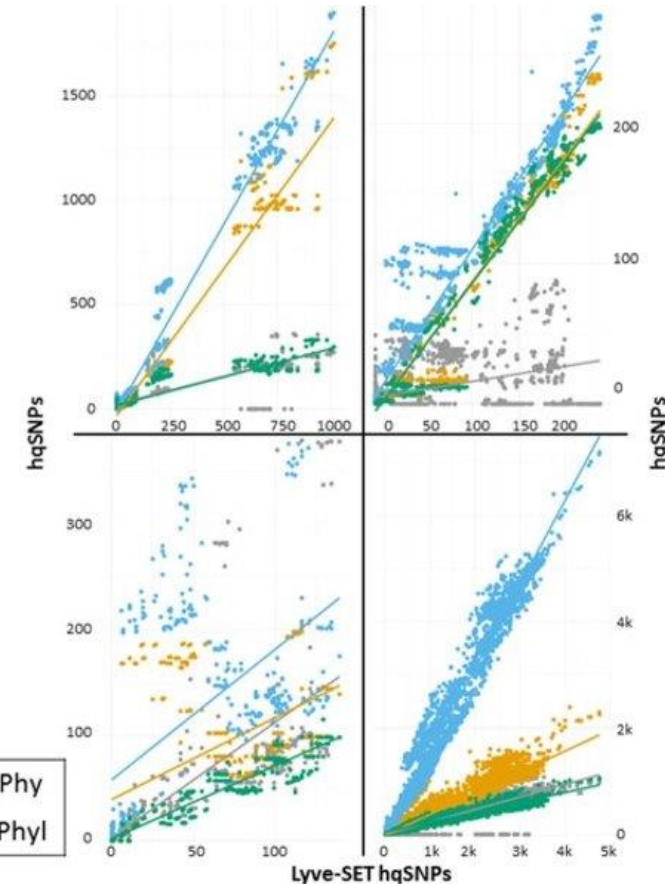 1500
1000
500
0
0 250 500 750 1000
200
100
0
0 50 100 150 200
hqSNPs
hqSNPs
300
200
100
0
0 50 100
6k
4k
2k
0
0 1k 2k 3k 4k 5k
Phy
Phyl
Lyve-SET hqSNPs